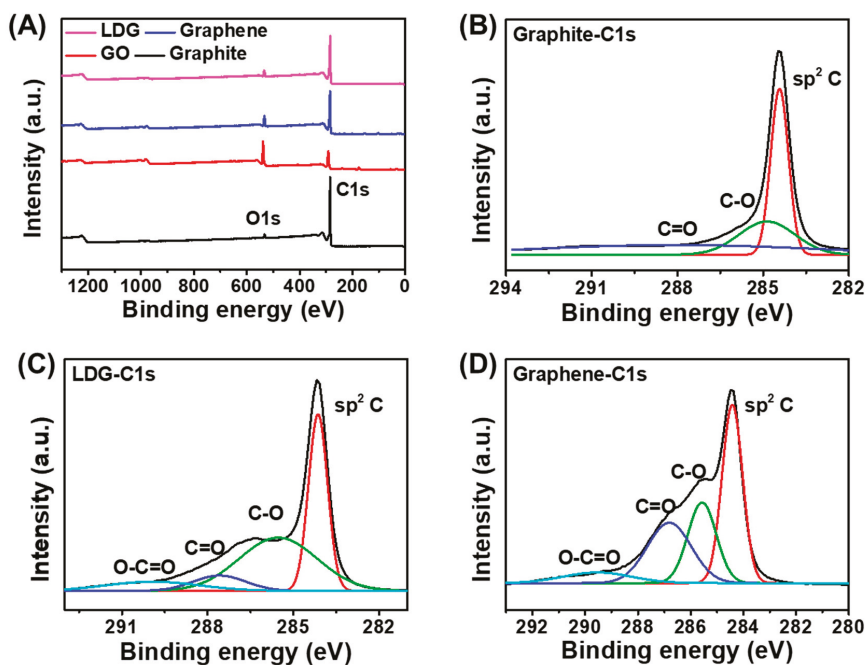 (A)
LDG Graphene
GO Graphite
O1s
C1s
Intensity (a.u.)
1200 1000 800 600 400 200 0
Binding energy (eV)
(B)
Graphite-C1s
sp² C
C-O
C=O
Intensity (a.u.)
294 291 288 285 282
Binding energy (eV)
(C)
LDG-C1s
sp² C
C-O
C=O
O-C=O
Intensity (a.u.)
291 288 285 282
Binding energy (eV)
(D)
Graphene-C1s
sp² C
C-O
C=O
O-C=O
Intensity (a.u.)
292 290 288 286 284 282 280
Binding energy (eV)